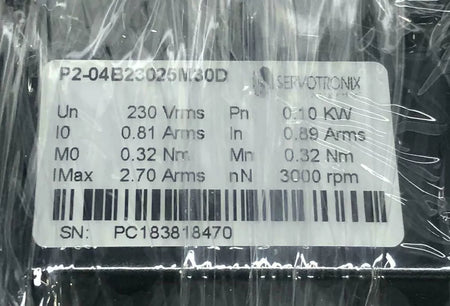 P2-04B23025M30D SERVOTRONIX
Un 230 Vrms Pn 0.10 KW
I0 0.81 Arms In 0.89 Arms
M0 0.32 Nm Mn 0.32 Nm
IMax 2.70 Arms nN 3000 rpm
SN: PC183818470